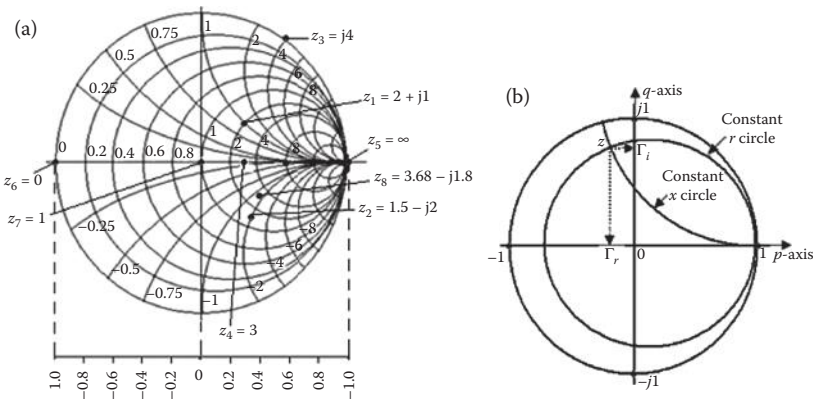 (a)
0.75
1
2
z3 = j4
0.5
4
6
0.25
8
z1 = 2 + j1
1
0
0.2
0.4
0.6
0.8
2
4
8
z5 = ∞
z6 = 0
z8 = 3.68 − j1.8
z7 = 1
z2 = 1.5 − j2
−0.25
−8
−6
−0.5
−4
−0.75
−2
−1
z4 = 3
1.0
−0.8
−0.6
−0.4
−0.2
0
0.2
0.4
0.6
0.8
−1.0
(b)
q-axis
j1
Constant
r circle
z
Γi
Constant
x circle
−1
Γr
0
1
p-axis
−j1